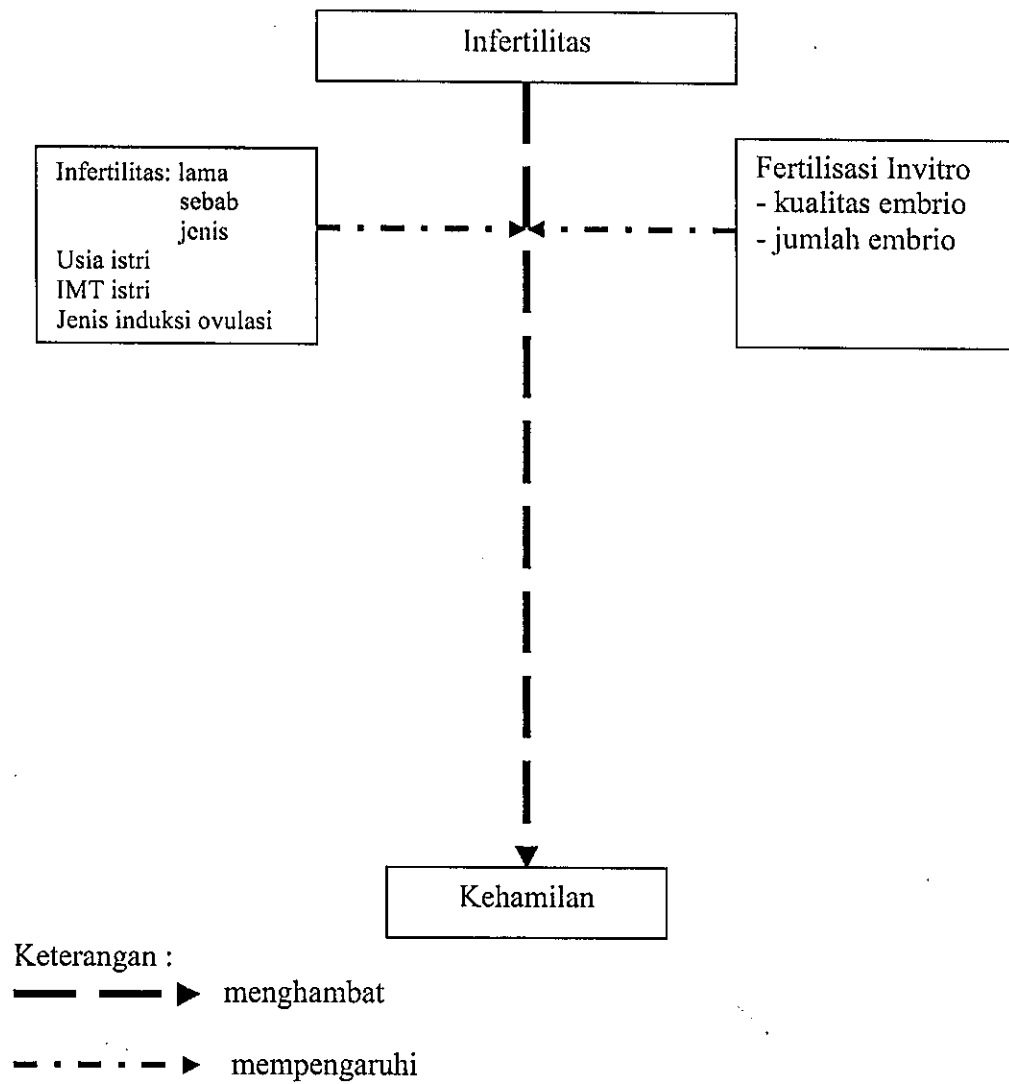 Infertilitas
Infertilitas: lama
sebab
jenis
Usia istri
IMT istri
Jenis induksi ovulasi
Fertilisasi Invitro
- kualitas embrio
- jumlah embrio
Kehamilan
Keterangan :
menghambat
mempengaruhi